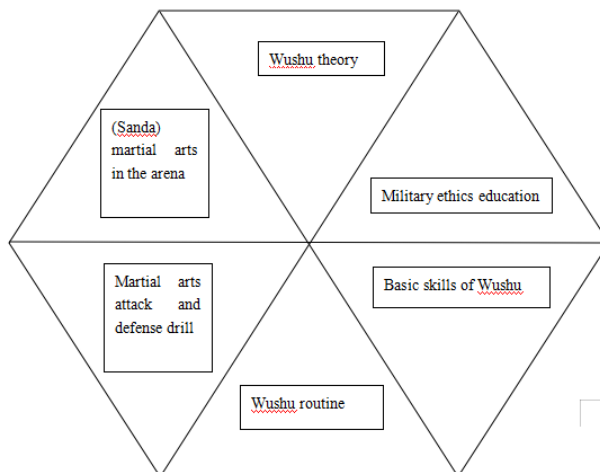 Wushu theory
(Sanda)
martial arts
in the arena
Military ethics education
Martial arts
attack and
defense drill
Basic skills of Wushu
Wushu routine